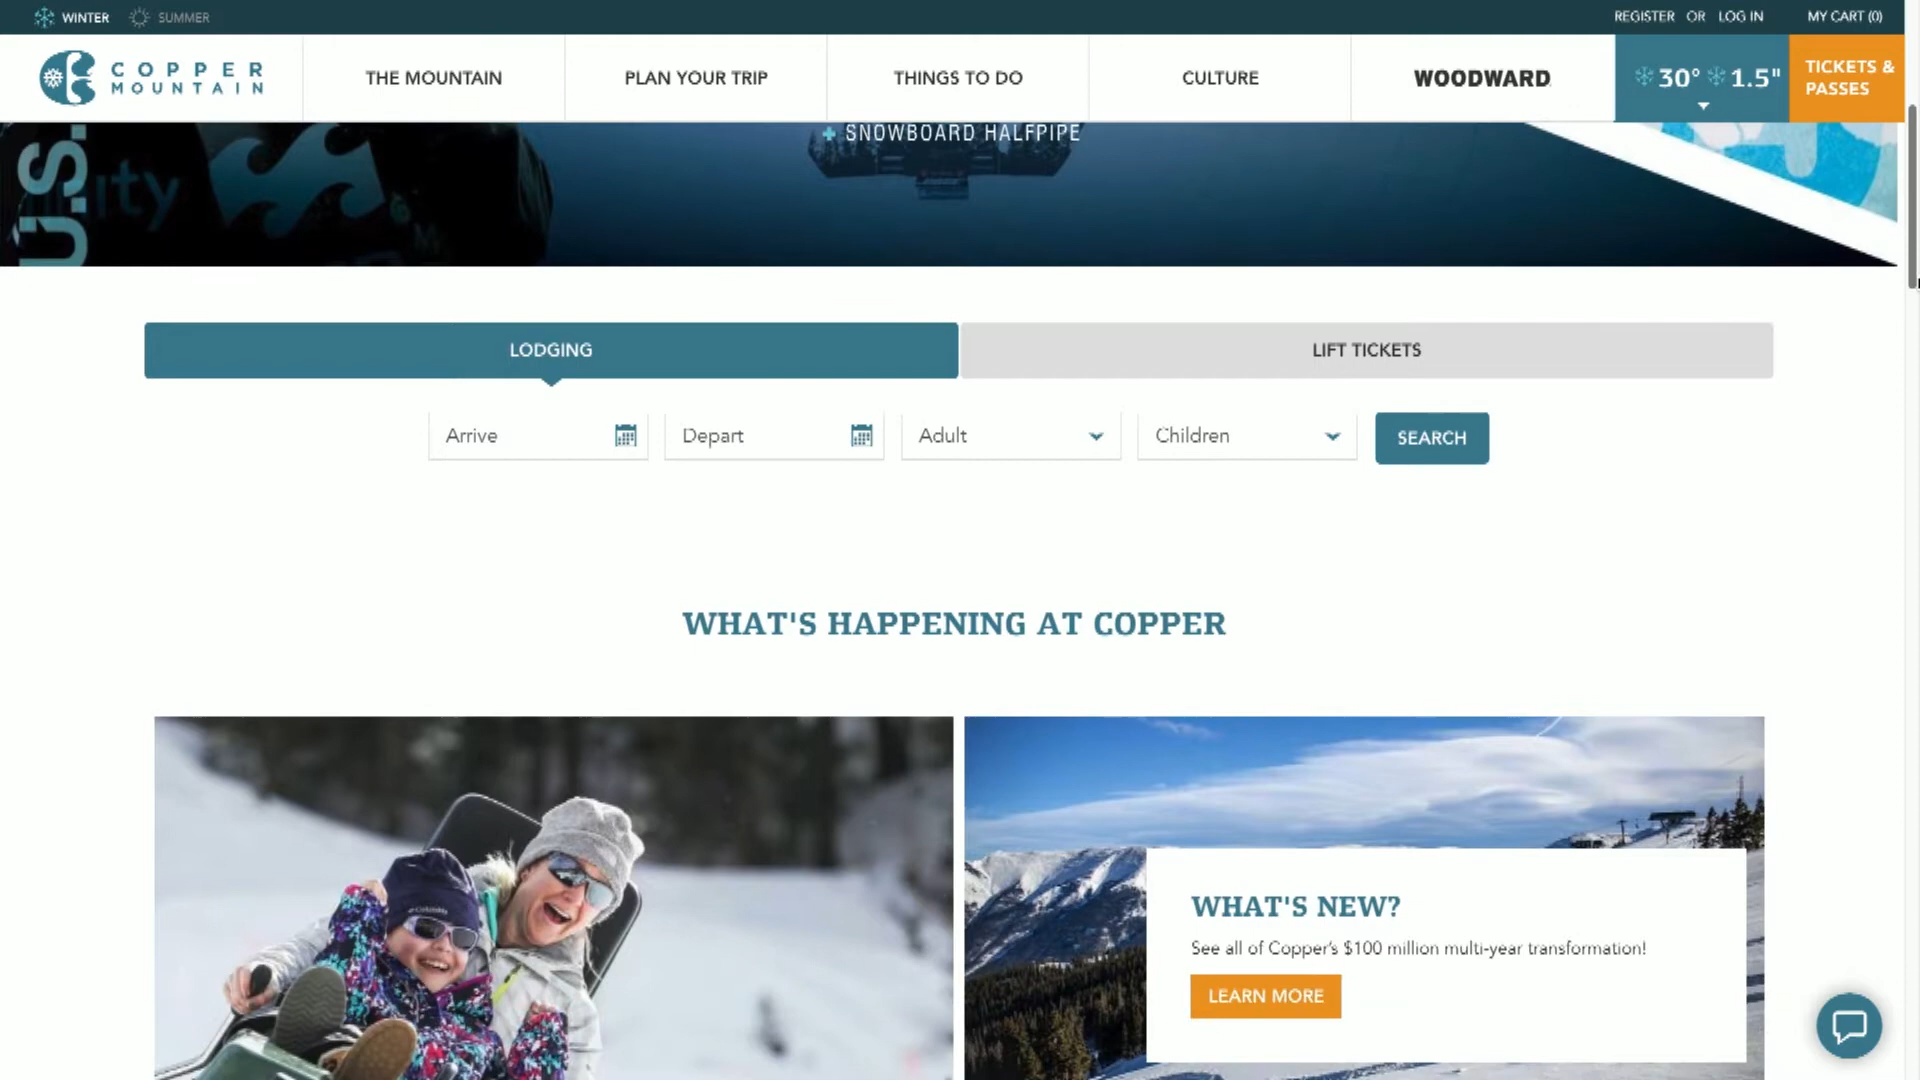 WINTER SUMMER REGISTER OR LOG IN MY CART (0)
COPPER MOUNTAIN
THE MOUNTAIN PLAN YOUR TRIP THINGS TO DO CULTURE WOODWARD 30° 1.5" TICKETS & PASSES
+ SNOWBOARD HALFPIPE
U.S.
ity
LODGING LIFT TICKETS
Arrive Depart Adult Children SEARCH
WHAT'S HAPPENING AT COPPER
Columbia
WHAT'S NEW?
See all of Copper's $100 million multi-year transformation!
LEARN MORE